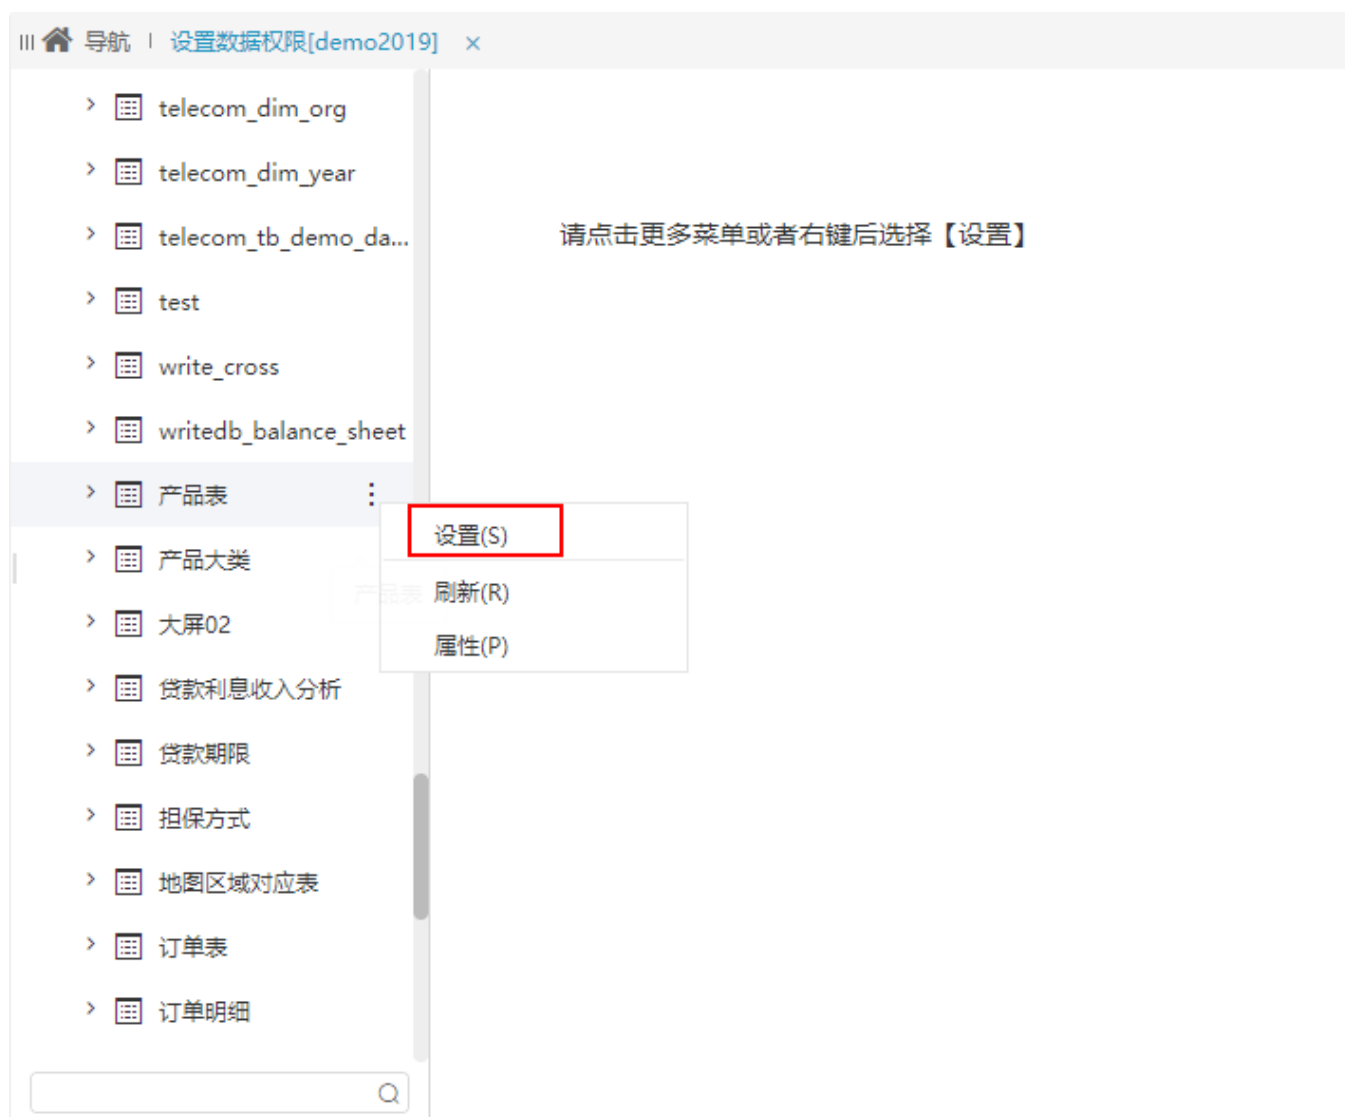 导航 设置数据权限[demo2019] ×
telecom_dim_org
telecom_dim_year
telecom_tb_demo_da...
请点击更多菜单或者右键后选择【设置】
test
write_cross
writedb_balance_sheet
产品表
设置(S)
产品大类
产品表
刷新(R)
大屏02
属性(P)
贷款利息收入分析
贷款期限
担保方式
地图区域对应表
订单表
订单明细